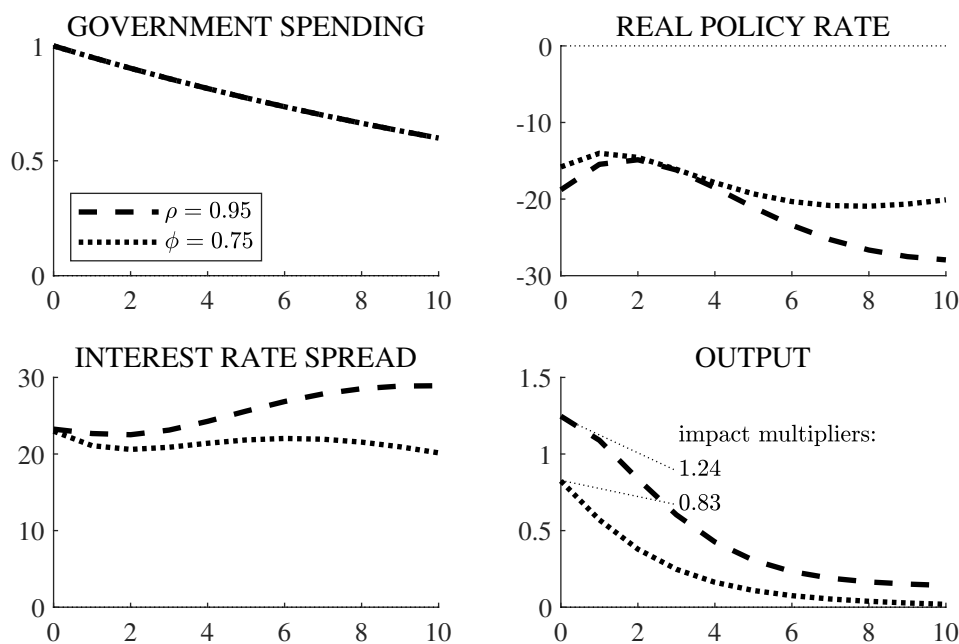 GOVERNMENT SPENDING
1
0.5
0
ρ = 0.95
ϕ = 0.75
0 2 4 6 8 10
REAL POLICY RATE
0
-10
-20
-30
0 2 4 6 8 10
INTEREST RATE SPREAD
30
20
10
0
0 2 4 6 8 10
OUTPUT
1.5
1
0.5
0
impact multipliers:
1.24
0.83
0 2 4 6 8 10